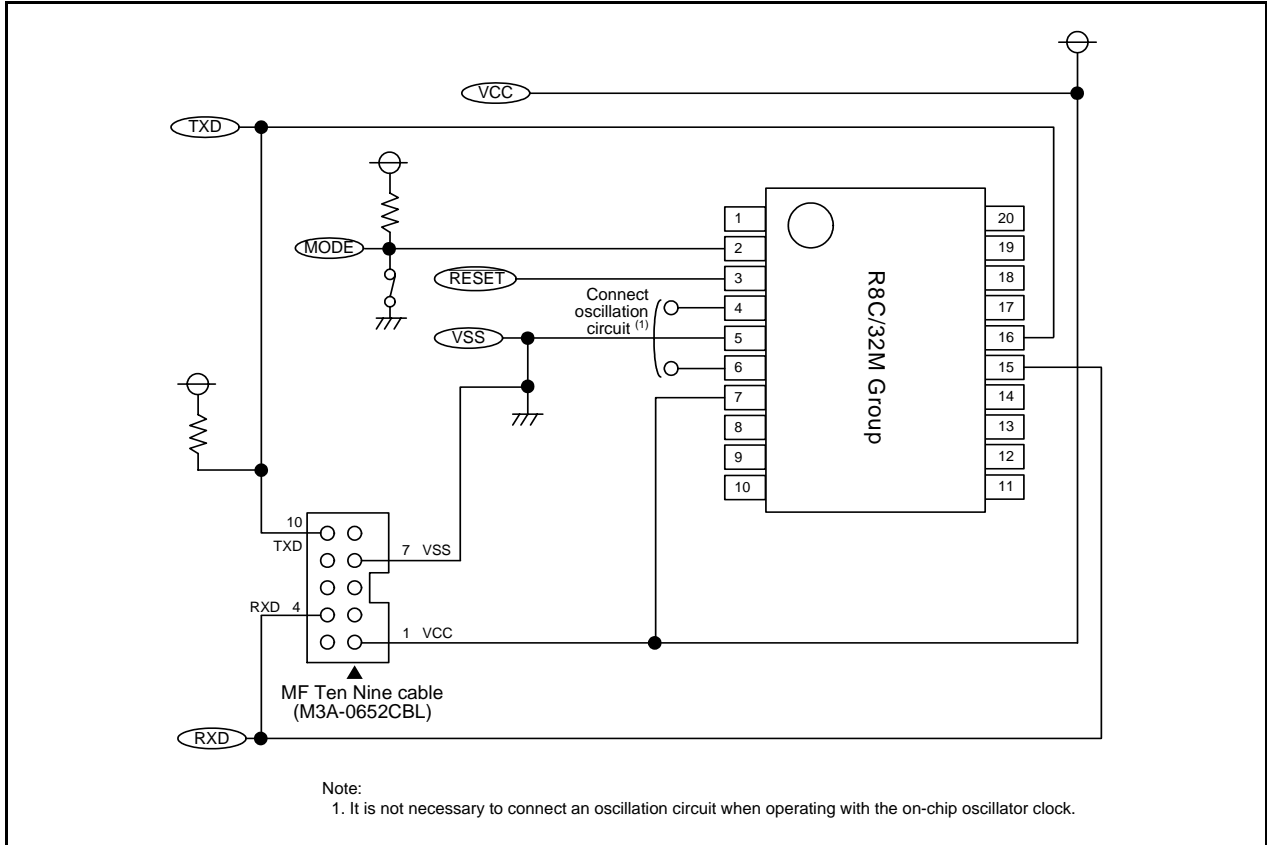 VCC
TXD
MODE
RESET
Connect
oscillation
circuit (1)
VSS
1
2
3
4
5
6
7
8
9
10
R8C/32M Group
20
19
18
17
16
15
14
13
12
11
10
TXD
7 VSS
RXD 4
1 VCC
MF Ten Nine cable
(M3A-0652CBL)
RXD
Note:
1. It is not necessary to connect an oscillation circuit when operating with the on-chip oscillator clock.